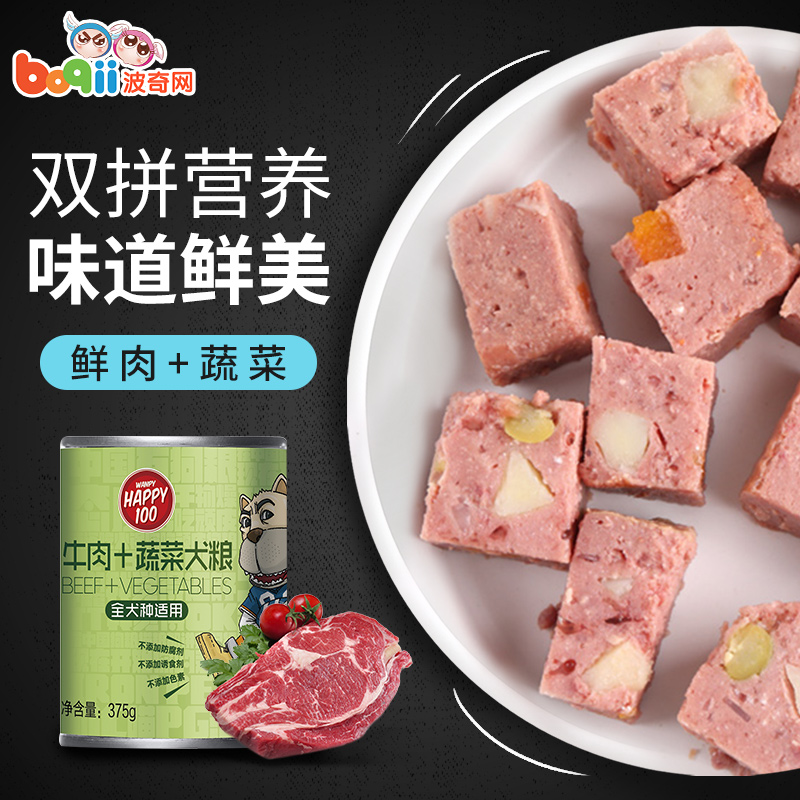 boqii波奇网
双拼营养
味道鲜美
鲜肉+蔬菜
WANPY
HAPPY
100
牛肉+蔬菜犬粮
BEEF+VEGETABLES
全犬种适用
不添加防腐剂
不添加诱食剂
不添加色素
净含量：375g